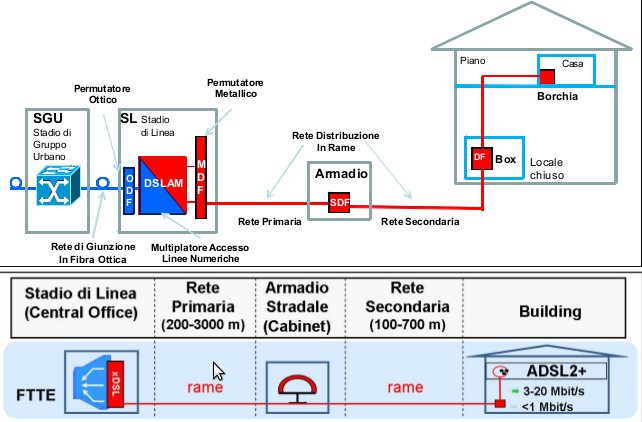 Permutatore
Ottico
Permutatore
Metallico
SGU
Stadio di
Gruppo
Urbano
SL Stadio
di Linea
ODF
DSLAM
MDF
Rete di Giunzione
In Fibra Ottica
Multiplatore Accesso
Linee Numeriche
Rete Distribuzione
In Rame
Armadio
SDF
Rete Primaria
Rete Secondaria
Piano
Casa
Borchia
DF
Box
Locale
chiuso
Stadio di Linea
(Central Office)
Rete
Primaria
(200-3000 m)
Armadio
Stradale
(Cabinet)
Rete
Secondaria
(100-700 m)
Building
FTTE
xDSL
rame
rame
ADSL2+
3-20 Mbit/s
<1 Mbit/s